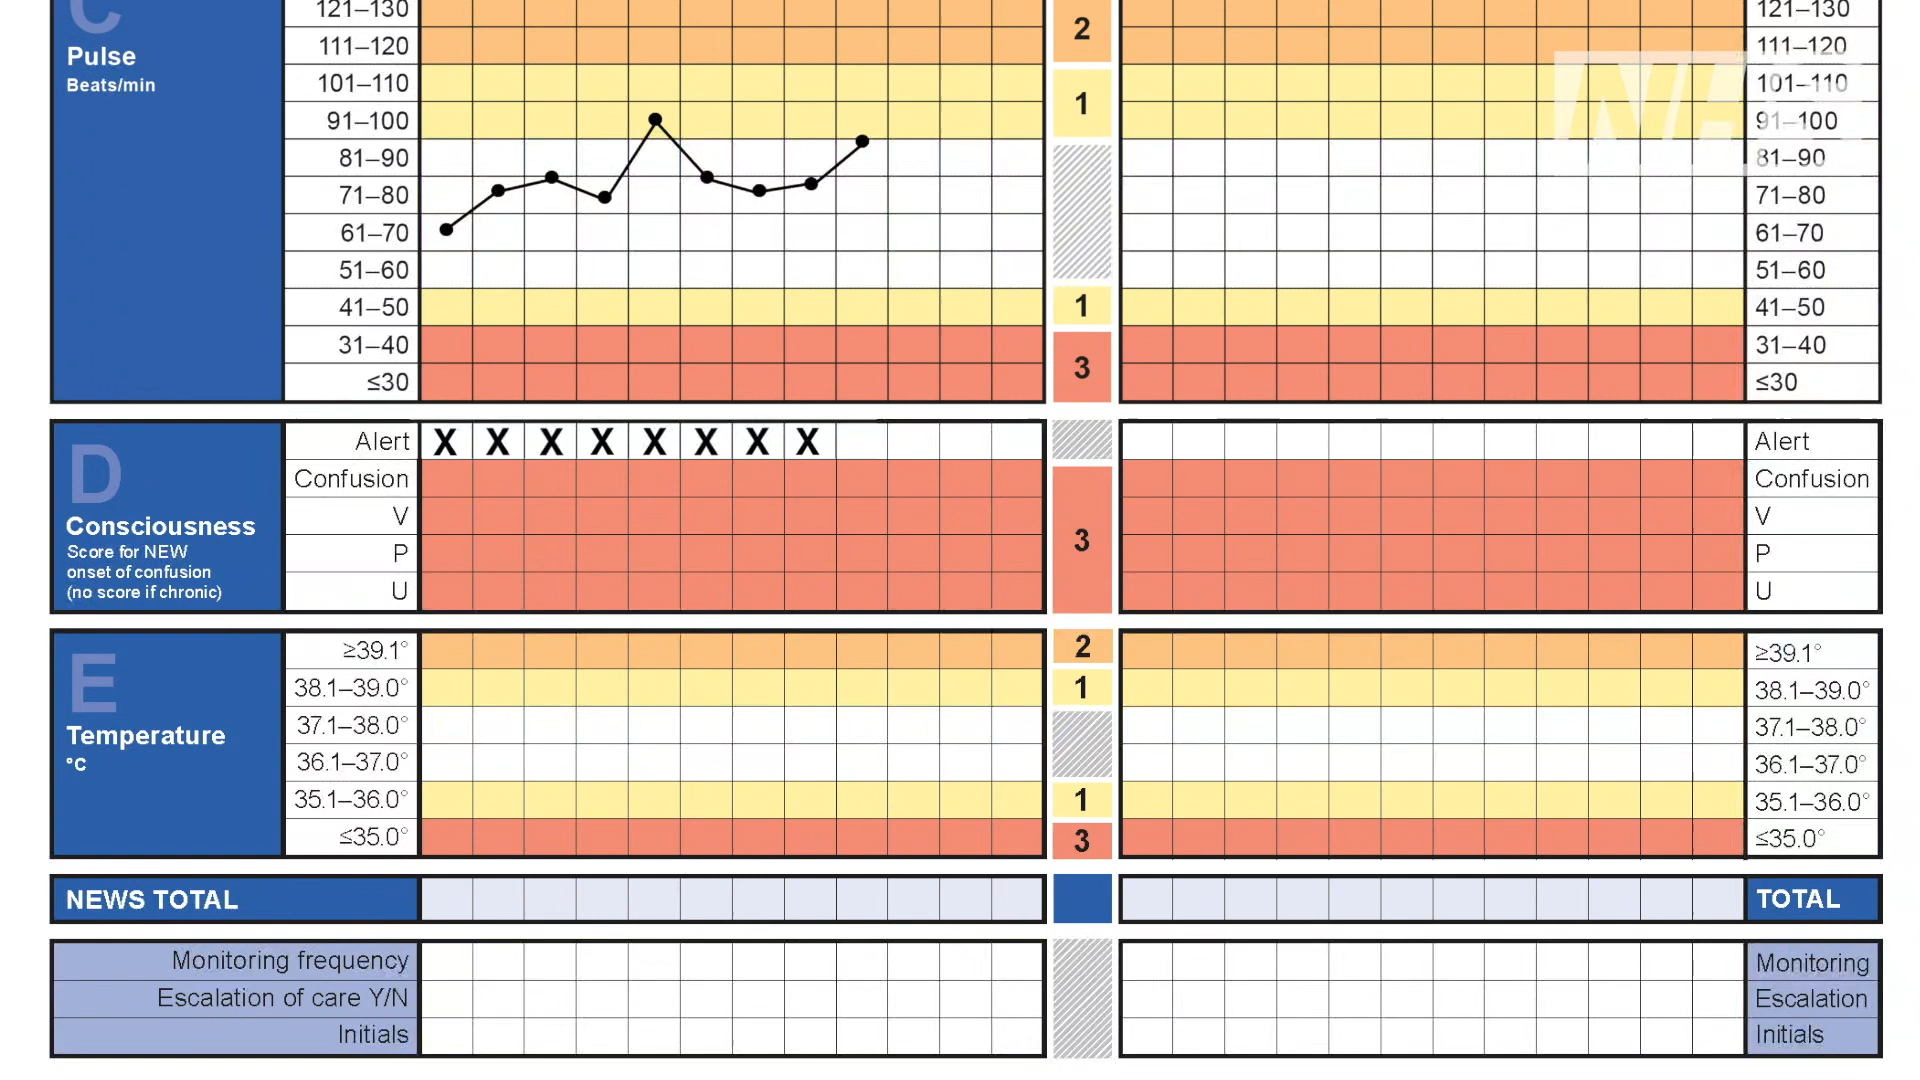 C
Pulse
Beats/min
121–130
111–120
101–110
91–100
81–90
71–80
61–70
51–60
41–50
31–40
≤30
2
1
1
3
121–130
111–120
101–110
91–100
81–90
71–80
61–70
51–60
41–50
31–40
≤30
NHS
D
Consciousness
Score for NEW
onset of confusion
(no score if chronic)
Alert X X X X X X X X
Confusion
V
P
U
3
Alert
Confusion
V
P
U
E
Temperature
°C
≥39.1°
38.1–39.0°
37.1–38.0°
36.1–37.0°
35.1–36.0°
≤35.0°
2
1
1
3
≥39.1°
38.1–39.0°
37.1–38.0°
36.1–37.0°
35.1–36.0°
≤35.0°
NEWS TOTAL
TOTAL
Monitoring frequency
Escalation of care Y/N
Initials
Monitoring
Escalation
Initials